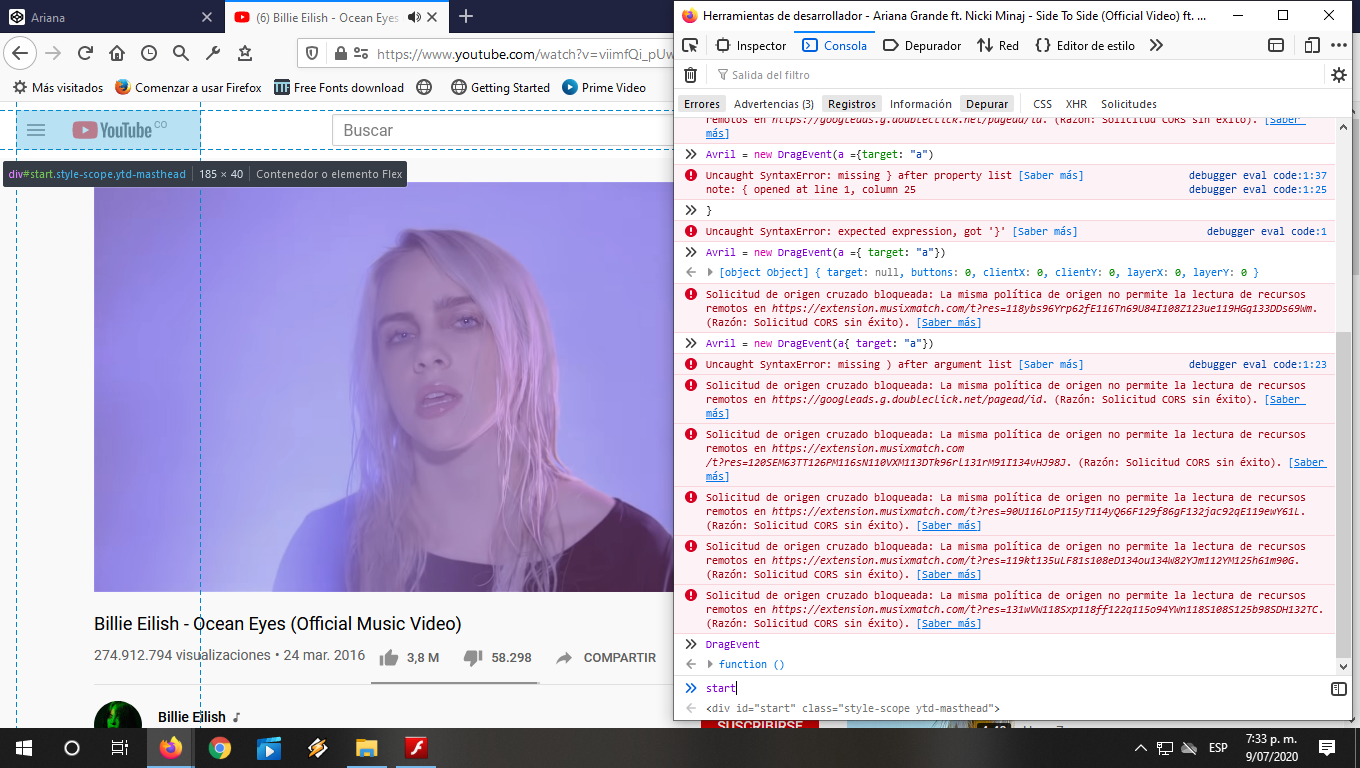 Ariana
(6) Billie Eilish - Ocean Eyes
https://www.youtube.com/watch?v=viimfQi_pUw
Más visitados
Comenzar a usar Firefox
Free Fonts download
Getting Started
Prime Video
YouTube CO
Buscar
div#start.style-scope.ytd-masthead
185 × 40
Contenedor o elemento Flex
Billie Eilish - Ocean Eyes (Official Music Video)
274.912.794 visualizaciones • 24 mar. 2016
3,8 M
58.298
COMPARTIR
Billie Eilish
Herramientas de desarrollador - Ariana Grande ft. Nicki Minaj - Side To Side (Official Video) ft. ...
Inspector
Consola
Depurador
Red
Editor de estilo
Salida del filtro
Errores
Advertencias (3)
Registros
Información
Depurar
CSS
XHR
Solicitudes
remotos en https://googleads.g.doubleclick.net/pagead/id. (Razón: Solicitud CORS sin éxito). [Saber
más]
Avril = new DragEvent(a ={target: "a")
Uncaught SyntaxError: missing } after property list [Saber más] debugger eval code:1:37
note: { opened at line 1, column 25 debugger eval code:1:25
}
Uncaught SyntaxError: expected expression, got '}' [Saber más] debugger eval code:1
Avril = new DragEvent(a ={ target: "a"})
[object Object] { target: null, buttons: 0, clientX: 0, clientY: 0, layerX: 0, layerY: 0 }
Solicitud de origen cruzado bloqueada: La misma política de origen no permite la lectura de recursos
remotos en https://extension.musixmatch.com/t?res=118ybs96Yrp62fE116Tn69U84I108Z123ue119HGq133DDs69Wm.
(Razón: Solicitud CORS sin éxito). [Saber más]
Avril = new DragEvent(a{ target: "a"})
Uncaught SyntaxError: missing ) after argument list [Saber más] debugger eval code:1:23
Solicitud de origen cruzado bloqueada: La misma política de origen no permite la lectura de recursos
remotos en https://googleads.g.doubleclick.net/pagead/id. (Razón: Solicitud CORS sin éxito). [Saber
más]
Solicitud de origen cruzado bloqueada: La misma política de origen no permite la lectura de recursos
remotos en https://extension.musixmatch.com
/t?res=120SEM63TT126PM116sN110VXM113DTk96rl131rM91I134vHJ98J. (Razón: Solicitud CORS sin éxito). [Saber
más]
Solicitud de origen cruzado bloqueada: La misma política de origen no permite la lectura de recursos
remotos en https://extension.musixmatch.com/t?res=90U116LoP115yT114yQ66F129f86gF132jac92qE119ewY61L.
(Razón: Solicitud CORS sin éxito). [Saber más]
Solicitud de origen cruzado bloqueada: La misma política de origen no permite la lectura de recursos
remotos en https://extension.musixmatch.com/t?res=119kt135uLF81s108eD134ou134W82YJm112YM125h61m90G.
(Razón: Solicitud CORS sin éxito). [Saber más]
Solicitud de origen cruzado bloqueada: La misma política de origen no permite la lectura de recursos
remotos en https://extension.musixmatch.com/t?res=131wVW118Sxp118ff122q115o94YWn118S108S125b98SDH132TC.
(Razón: Solicitud CORS sin éxito). [Saber más]
DragEvent
function ()
start
<div id="start" class="style-scope ytd-masthead">
SUSCRIBIRSE
ESP
7:33 p. m.
9/07/2020